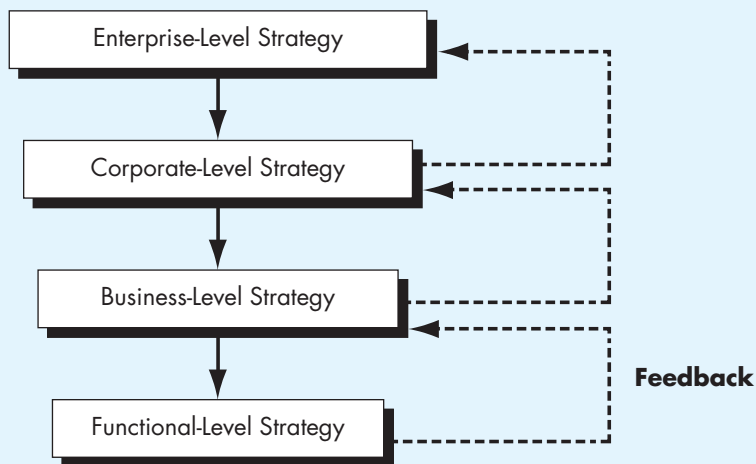 Enterprise-Level Strategy
Corporate-Level Strategy
Business-Level Strategy
Feedback
Functional-Level Strategy